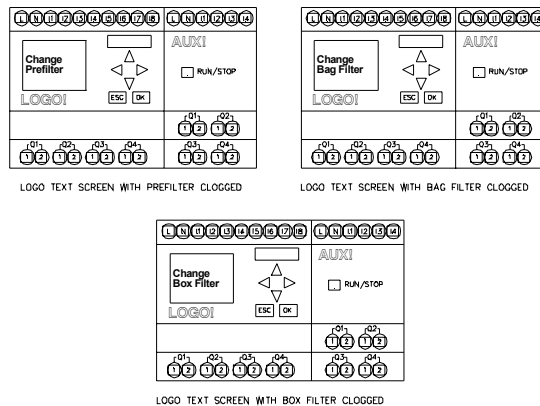 L N I1 I2 I3 I4 I5 I6 I7 I8 L N I1 I2 I3 I4
Change
Prefilter
LOGO!
ESC OK
AUX!
RUN/STOP
Q1 Q2
1 2 1 2
Q1 Q2 Q3 Q4 Q3 Q4
1 2 1 2 1 2 1 2 1 2 1 2
LOGO TEXT SCREEN WITH PREFILTER CLOGGED
L N I1 I2 I3 I4 I5 I6 I7 I8 L N I1 I2 I3 I4
Change
Bag Filter
LOGO!
ESC OK
AUX!
RUN/STOP
Q1 Q2
1 2 1 2
Q1 Q2 Q3 Q4 Q3 Q4
1 2 1 2 1 2 1 2 1 2 1 2
LOGO TEXT SCREEN WITH BAG FILTER CLOGGED
L N I1 I2 I3 I4 I5 I6 I7 I8 L N I1 I2 I3 I4
Change
Box Filter
LOGO!
ESC OK
AUX!
RUN/STOP
Q1 Q2
1 2 1 2
Q1 Q2 Q3 Q4 Q3 Q4
1 2 1 2 1 2 1 2 1 2 1 2
LOGO TEXT SCREEN WITH BOX FILTER CLOGGED